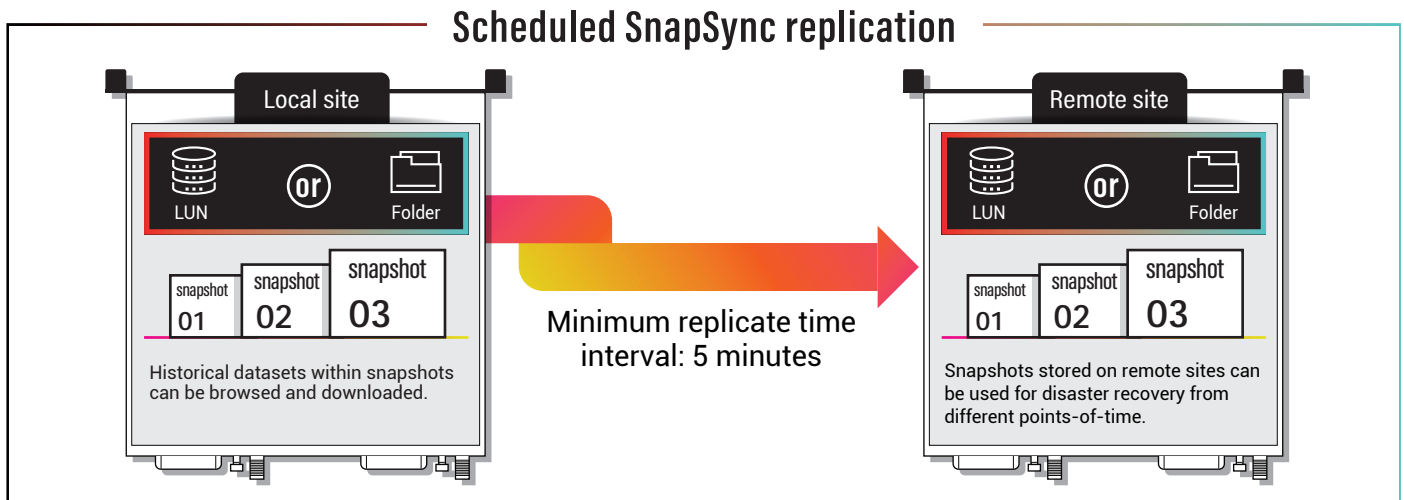 Scheduled SnapSync replication
Local site
LUN
or
Folder
snapshot
01
snapshot
02
snapshot
03
Historical datasets within snapshots
can be browsed and downloaded.
Minimum replicate time
interval: 5 minutes
Remote site
LUN
or
Folder
snapshot
01
snapshot
02
snapshot
03
Snapshots stored on remote sites can
be used for disaster recovery from
different points-of-time.